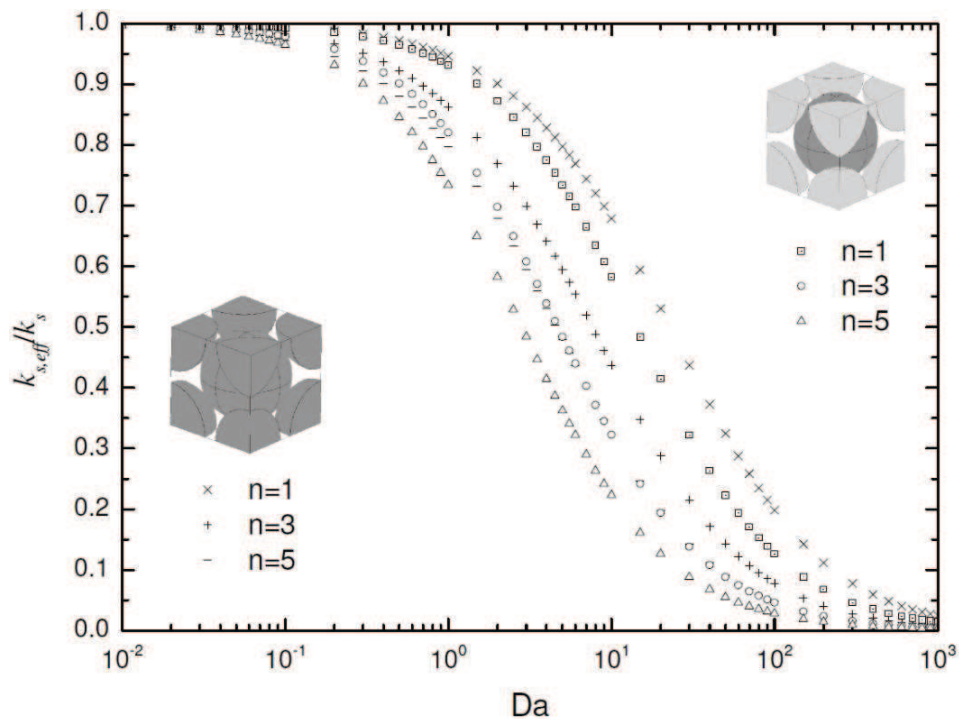 1.0
0.9
0.8
0.7
0.6
0.5
0.4
0.3
0.2
0.1
0.0
k_{s,eff}/k_s
n=1
n=3
n=5
n=1
n=3
n=5
10^{-2}
10^{-1}
10^{0}
10^{1}
10^{2}
10^{3}
Da